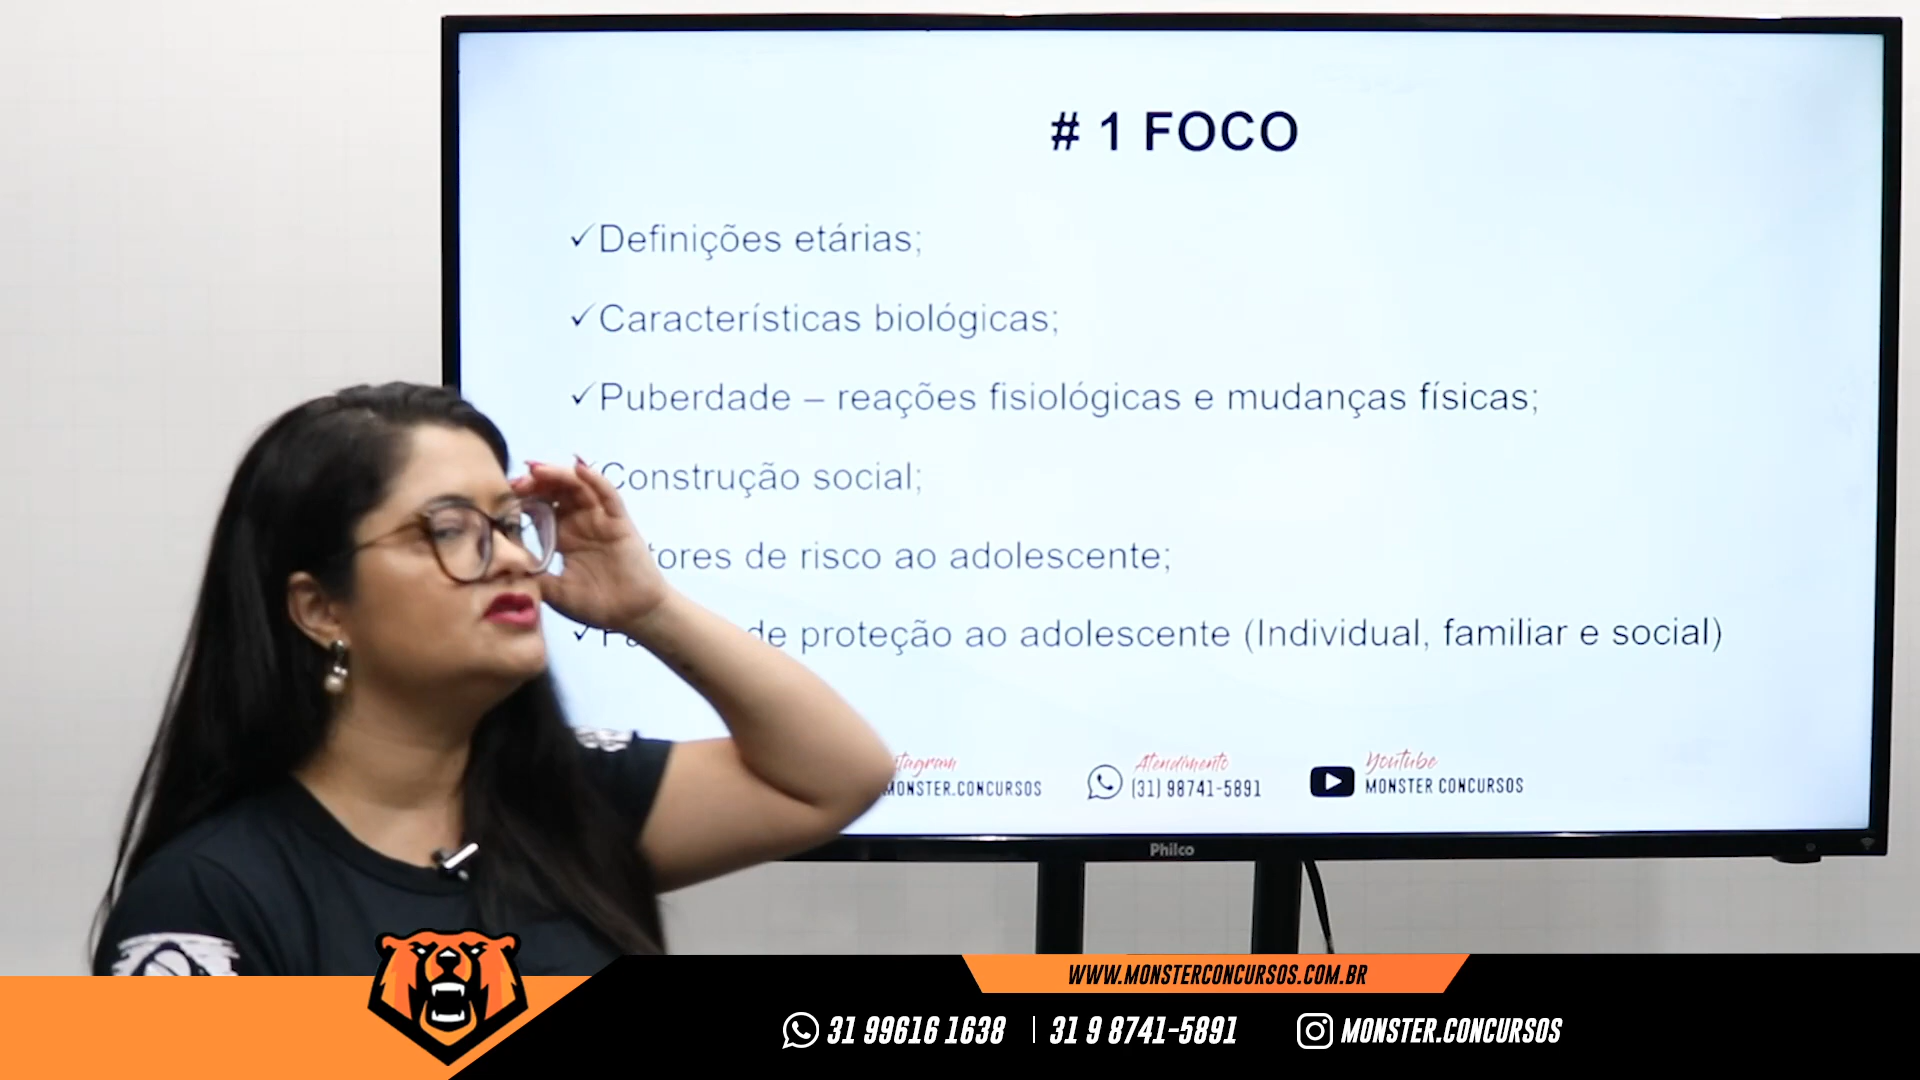 # 1 FOCO
✓Definições etárias;
✓Características biológicas;
✓Puberdade – reações fisiológicas e mudanças físicas;
Construção social;
de risco ao adolescente;
✓ de proteção ao adolescente (Individual, familiar e social)
Atendimento
Youtube
MONSTER.CONCURSOS
(31) 98741-5891
MONSTER CONCURSOS
Philco
WWW.MONSTERCONCURSOS.COM.BR
31 99616 1638 | 31 9 8741-5891
MONSTER.CONCURSOS